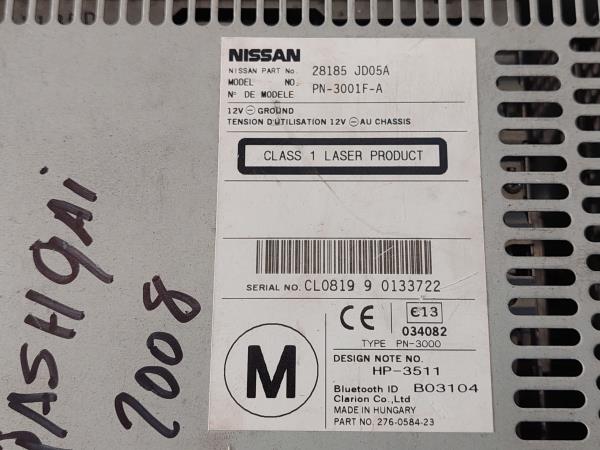 NISSAN
NISSAN PART No. 28185 JD05A
MODEL NO.
N° DE MODELE PN-3001F-A
12V ⊖ GROUND
TENSION D'UTILISATION 12V ⊖ AU CHASSIS
CLASS 1 LASER PRODUCT
SERIAL NO. CL0819 9 0133722
CE e13
034082
TYPE PN-3000
M
DESIGN NOTE NO.
HP-3511
Bluetooth ID B03104
Clarion Co.,Ltd
MADE IN HUNGARY
PART NO. 276-0584-23
QASHQAI
2008